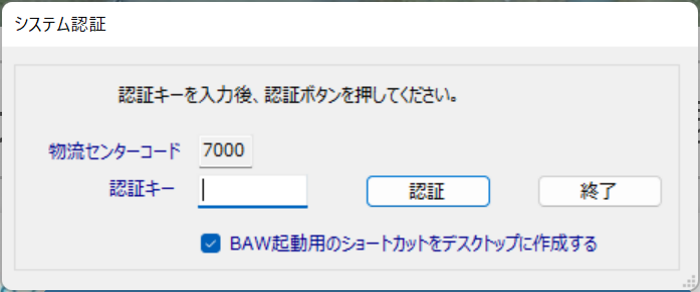 システム認証
認証キーを入力後、認証ボタンを押してください。
物流センターコード 7000
認証キー 認証 終了
BAW起動用のショートカットをデスクトップに作成する